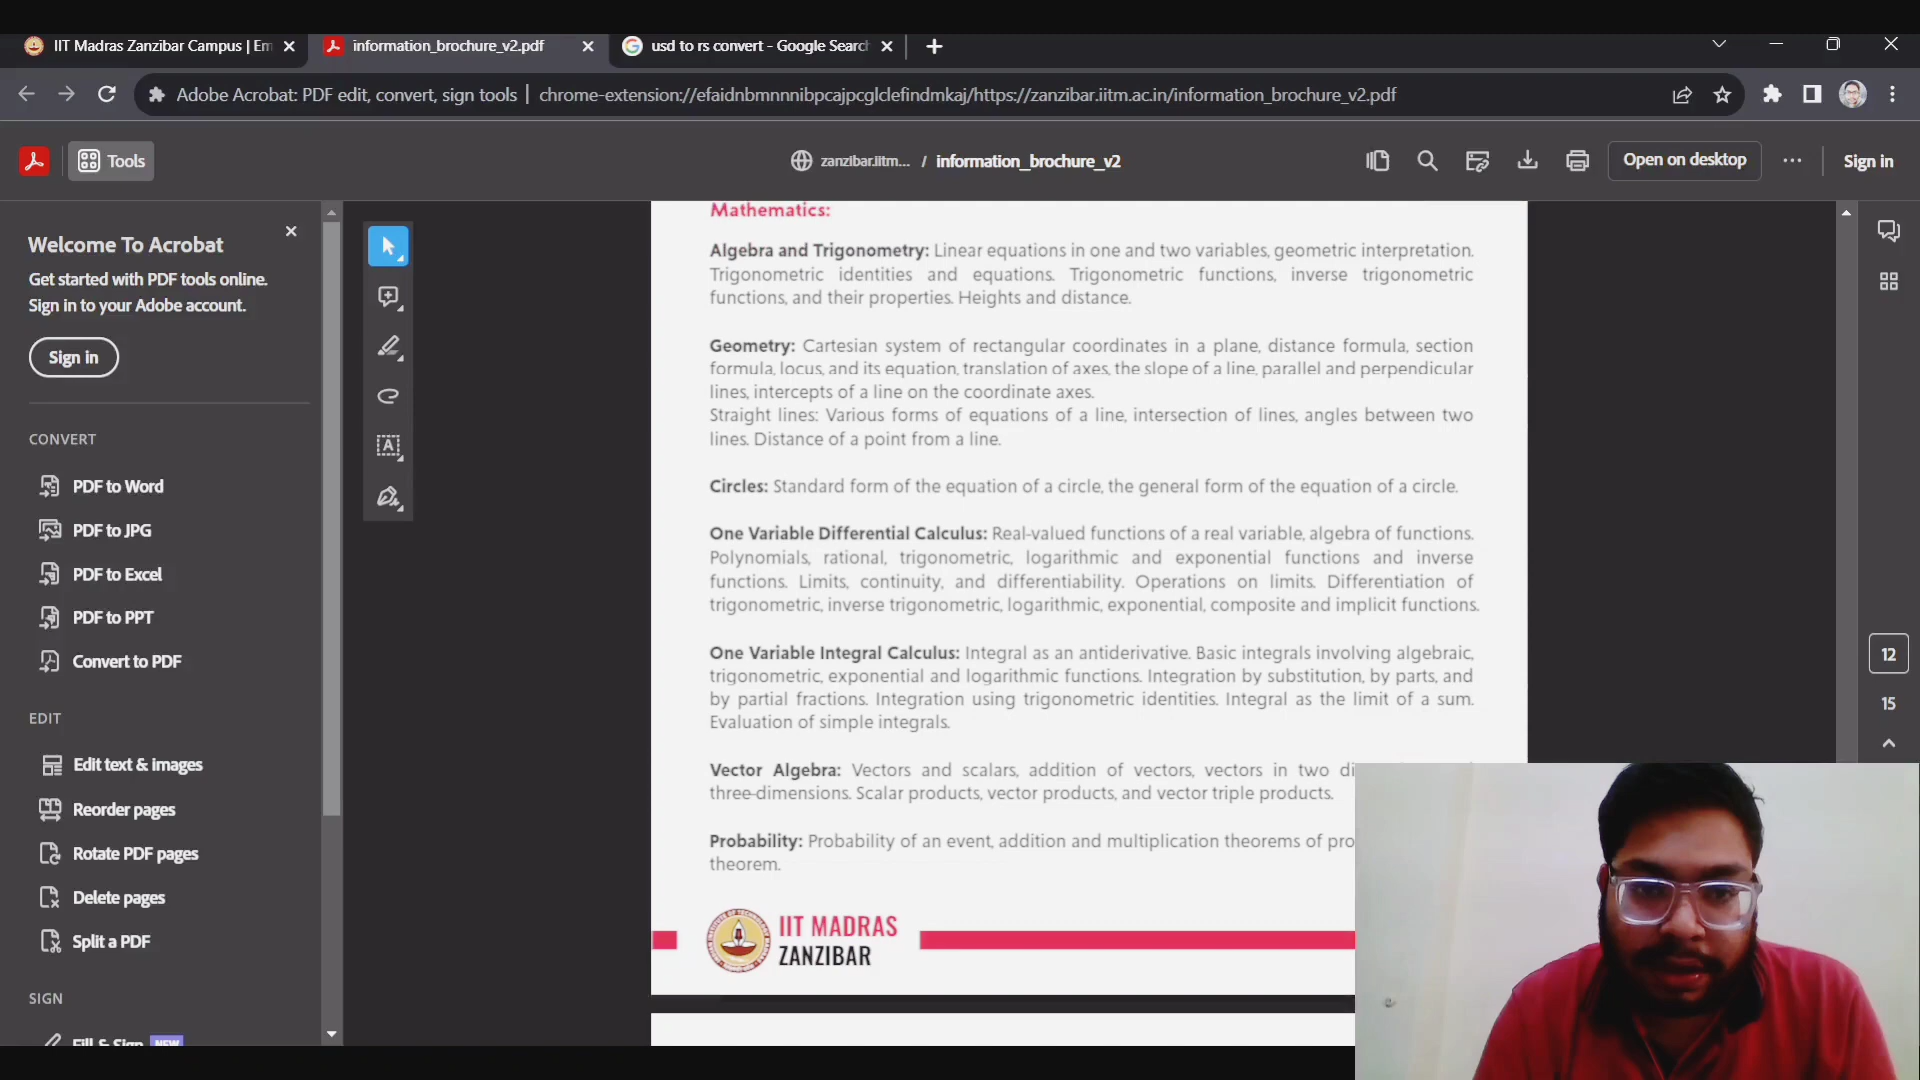 IIT Madras Zanzibar Campus | Em
information_brochure_v2.pdf
usd to rs convert - Google Search
Adobe Acrobat: PDF edit, convert, sign tools | chrome-extension://efaidnbmnnnibpcajpcglclefindmkaj/https://zanzibar.iitm.ac.in/information_brochure_v2.pdf
Tools
zanzibar.iitm... / information_brochure_v2
Open on desktop
Sign in
Welcome To Acrobat
Get started with PDF tools online.
Sign in to your Adobe account.
Sign in
CONVERT
PDF to Word
PDF to JPG
PDF to Excel
PDF to PPT
Convert to PDF
EDIT
Edit text & images
Reorder pages
Rotate PDF pages
Delete pages
Split a PDF
SIGN
Fill & Sign NEW
Mathematics:
Algebra and Trigonometry: Linear equations in one and two variables, geometric interpretation.
Trigonometric identities and equations. Trigonometric functions, inverse trigonometric
functions, and their properties. Heights and distance.
Geometry: Cartesian system of rectangular coordinates in a plane, distance formula, section
formula, locus, and its equation, translation of axes, the slope of a line, parallel and perpendicular
lines, intercepts of a line on the coordinate axes.
Straight lines: Various forms of equations of a line, intersection of lines, angles between two
lines. Distance of a point from a line.
Circles: Standard form of the equation of a circle, the general form of the equation of a circle.
One Variable Differential Calculus: Real-valued functions of a real variable, algebra of functions.
Polynomials, rational, trigonometric, logarithmic and exponential functions and inverse
functions. Limits, continuity, and differentiability. Operations on limits. Differentiation of
trigonometric, inverse trigonometric, logarithmic, exponential, composite and implicit functions.
One Variable Integral Calculus: Integral as an antiderivative. Basic integrals involving algebraic,
trigonometric, exponential and logarithmic functions. Integration by substitution, by parts, and
by partial fractions. Integration using trigonometric identities. Integral as the limit of a sum.
Evaluation of simple integrals.
Vector Algebra: Vectors and scalars, addition of vectors, vectors in two di
three-dimensions. Scalar products, vector products, and vector triple products.
Probability: Probability of an event, addition and multiplication theorems of pro
theorem.
IIT MADRAS
ZANZIBAR
12
15